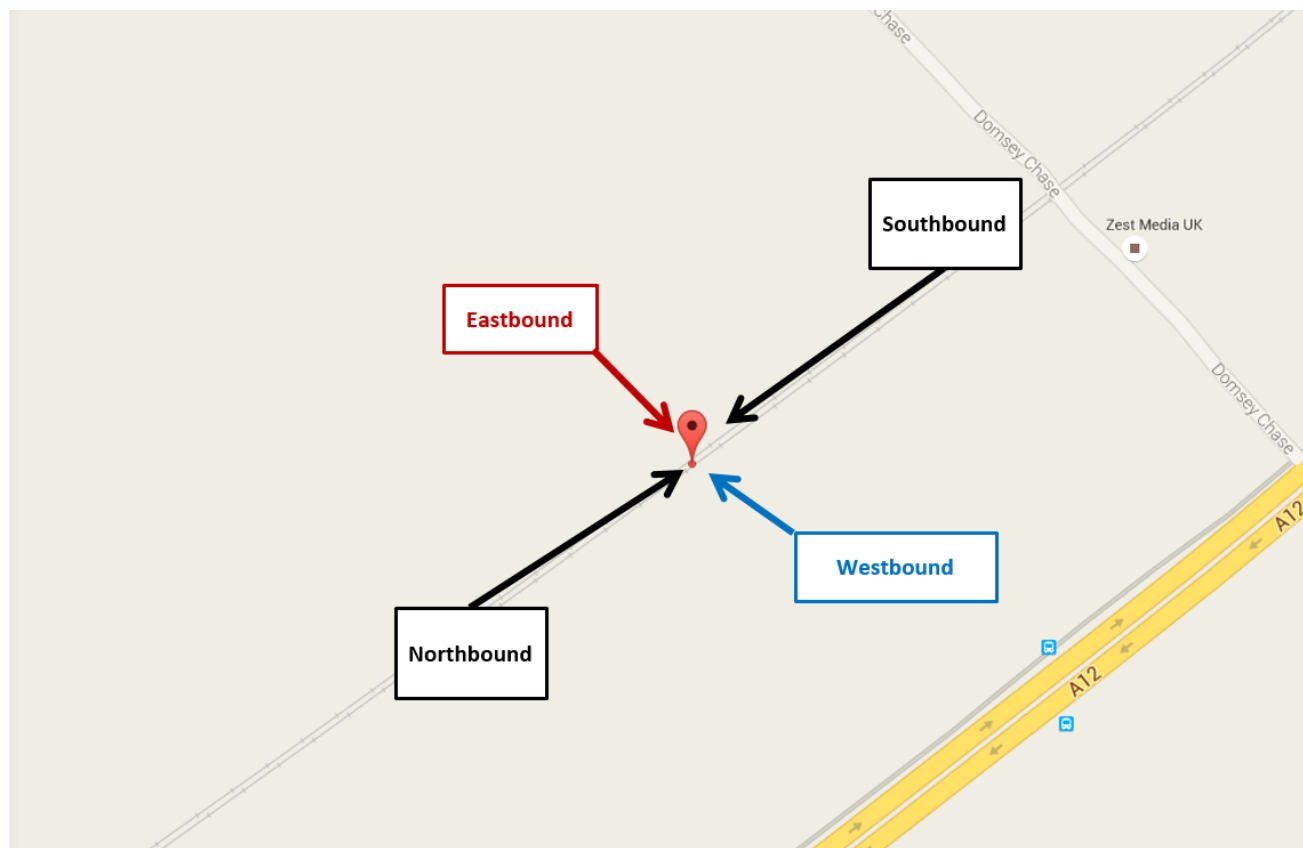 Chase
Domsey Chase
Southbound
Zest Media UK
Eastbound
Domsey Chase
A12
Westbound
Northbound
A12